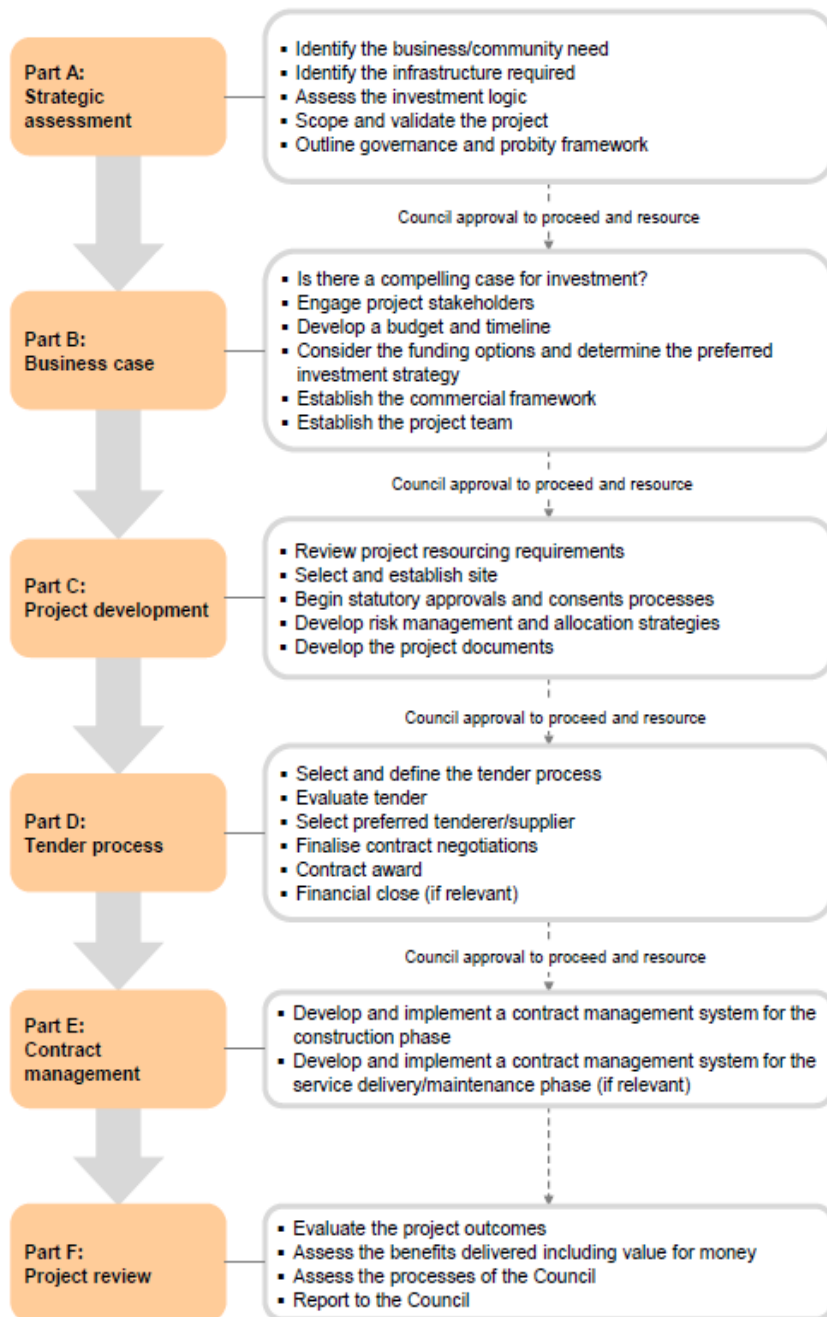 Part A:
Strategic
assessment
▪ Identify the business/community need
▪ Identify the infrastructure required
▪ Assess the investment logic
▪ Scope and validate the project
▪ Outline governance and probity framework
Council approval to proceed and resource
Part B:
Business case
▪ Is there a compelling case for investment?
▪ Engage project stakeholders
▪ Develop a budget and timeline
▪ Consider the funding options and determine the preferred
investment strategy
▪ Establish the commercial framework
▪ Establish the project team
Council approval to proceed and resource
Part C:
Project development
▪ Review project resourcing requirements
▪ Select and establish site
▪ Begin statutory approvals and consents processes
▪ Develop risk management and allocation strategies
▪ Develop the project documents
Council approval to proceed and resource
Part D:
Tender process
▪ Select and define the tender process
▪ Evaluate tender
▪ Select preferred tenderer/supplier
▪ Finalise contract negotiations
▪ Contract award
▪ Financial close (if relevant)
Council approval to proceed and resource
Part E:
Contract
management
▪ Develop and implement a contract management system for the
construction phase
▪ Develop and implement a contract management system for the
service delivery/maintenance phase (if relevant)
Part F:
Project review
▪ Evaluate the project outcomes
▪ Assess the benefits delivered including value for money
▪ Assess the processes of the Council
▪ Report to the Council